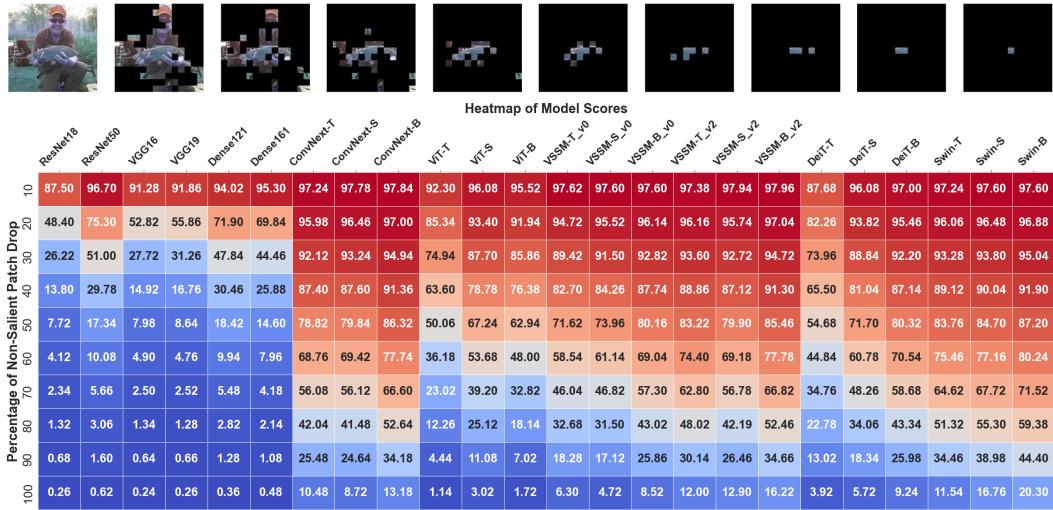 Heatmap of Model Scores
ResNet18 ResNet50 VGG16 VGG19 Dense121 Dense161 ConvNext-T ConvNext-S ConvNext-B ViT-T ViT-S ViT-B VSSM-T_v0 VSSM-S_v0 VSSM-B_v0 VSSM-T_v2 VSSM-S_v2 VSSM-B_v2 DeiT-T DeiT-S DeiT-B Swin-T Swin-S Swin-B
Percentage of Non-Salient Patch Drop
10 87.50 96.70 91.28 91.86 94.02 95.30 97.24 97.78 97.84 92.30 96.08 95.52 97.62 97.60 97.60 97.38 97.94 97.96 87.68 96.08 97.00 97.24 97.60 97.60
20 48.40 75.30 52.82 55.86 71.90 69.84 95.98 96.46 97.00 85.34 93.40 91.94 94.72 95.52 96.14 96.16 95.74 97.04 82.26 93.82 95.46 96.06 96.48 96.88
30 26.22 51.00 27.72 31.26 47.84 44.46 92.12 93.24 94.94 74.94 87.70 85.86 89.42 91.50 92.82 93.60 92.72 94.72 73.96 88.84 92.20 93.28 93.80 95.04
40 13.80 29.78 14.92 16.76 30.46 25.88 87.40 87.60 91.36 63.60 78.78 76.38 82.70 84.26 87.74 88.86 87.12 91.30 65.50 81.04 87.14 89.12 90.04 91.90
50 7.72 17.34 7.98 8.64 18.42 14.60 78.82 79.84 86.32 50.06 67.24 62.94 71.62 73.96 80.16 83.22 79.90 85.46 54.68 71.70 80.32 83.76 84.70 87.20
60 4.12 10.08 4.90 4.76 9.94 7.96 68.76 69.42 77.74 36.18 53.68 48.00 58.54 61.14 69.04 74.40 69.18 77.78 44.84 60.78 70.54 75.46 77.16 80.24
70 2.34 5.66 2.50 2.52 5.48 4.18 56.08 56.12 66.60 23.02 39.20 32.82 46.04 46.82 57.30 62.80 56.78 66.82 34.76 48.26 58.68 64.62 67.72 71.52
80 1.32 3.06 1.34 1.28 2.82 2.14 42.04 41.48 52.64 12.26 25.12 18.14 32.68 31.50 43.02 48.02 42.19 52.46 22.78 34.06 43.34 51.32 55.30 59.38
90 0.68 1.60 0.64 0.66 1.28 1.08 25.48 24.64 34.18 4.44 11.08 7.02 18.28 17.12 25.86 30.14 26.46 34.66 13.02 18.34 25.98 34.46 38.98 44.40
100 0.26 0.62 0.24 0.26 0.36 0.48 10.48 8.72 13.18 1.14 3.02 1.72 6.30 4.72 8.52 12.00 12.90 16.22 3.92 5.72 9.24 11.54 16.76 20.30